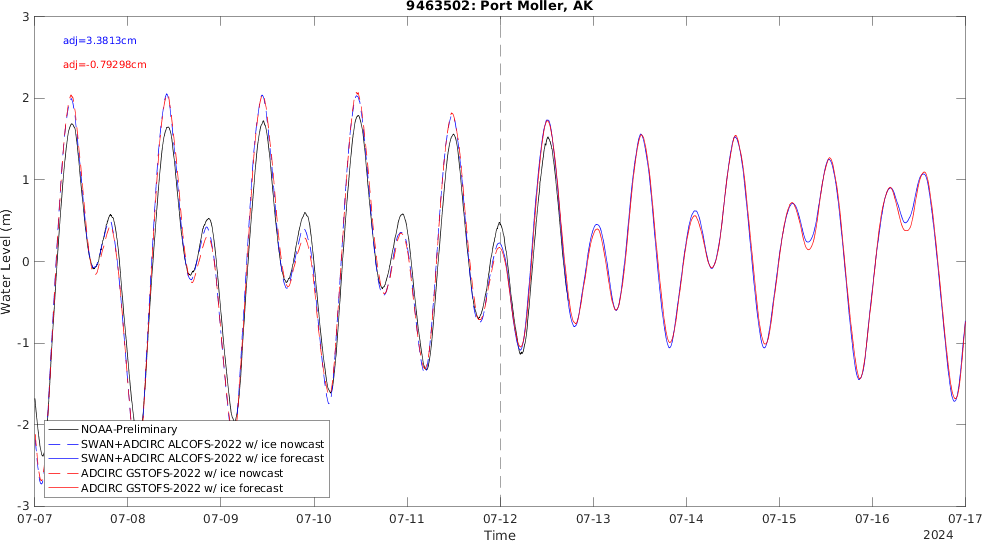 9463502: Port Moller, AK
adj=3.3813cm
adj=-0.79298cm
Water Level (m)
3
2
1
0
-1
-2
-3
NOAA-Preliminary
SWAN+ADCIRC ALCOFS-2022 w/ ice nowcast
SWAN+ADCIRC ALCOFS-2022 w/ ice forecast
ADCIRC GSTOFS-2022 w/ ice nowcast
ADCIRC GSTOFS-2022 w/ ice forecast
07-07 07-08 07-09 07-10 07-11 07-12 07-13 07-14 07-15 07-16 07-17
Time
2024